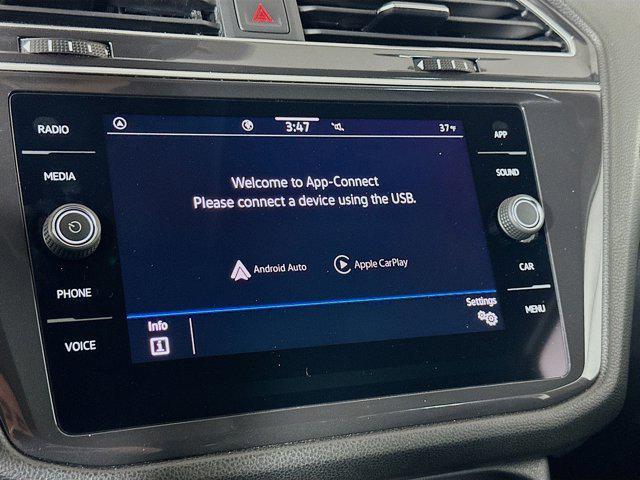 RADIO
MEDIA
PHONE
VOICE
3:47
37°F
Welcome to App-Connect
Please connect a device using the USB.
Android Auto
Apple CarPlay
Info
Settings
APP
SOUND
CAR
MENU